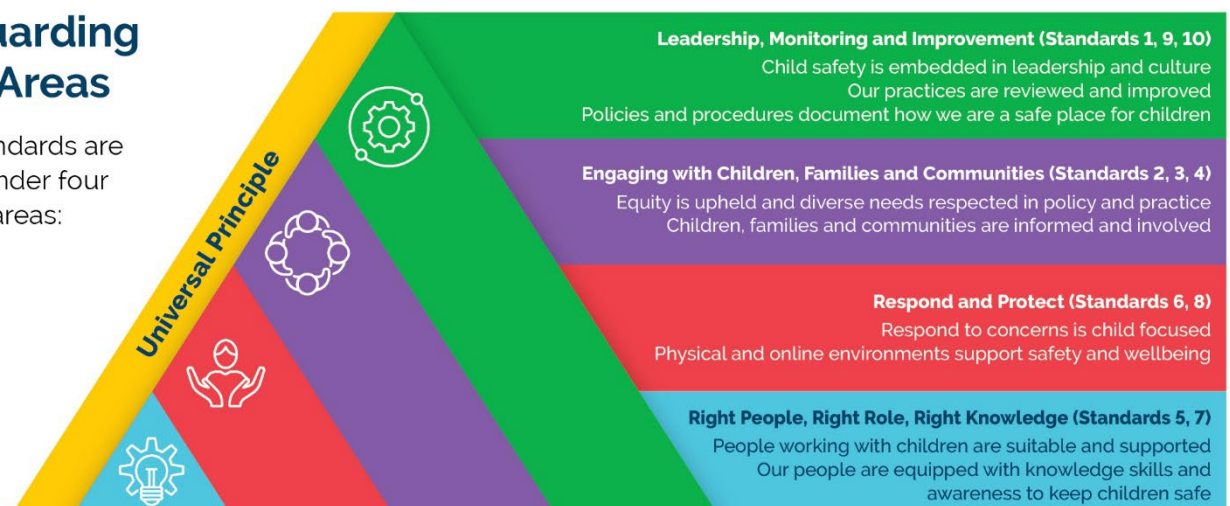 Areas
are
four
areas:
Universal Principle
Leadership, Monitoring and Improvement (Standards 1, 9, 10)
Child safety is embedded in leadership and culture
Our practices are reviewed and improved
Policies and procedures document how we are a safe place for children
Engaging with Children, Families and Communities (Standards 2, 3, 4)
Equity is upheld and diverse needs respected in policy and practice
Children, families and communities are informed and involved
Respond and Protect (Standards 6, 8)
Respond to concerns is child focused
Physical and online environments support safety and wellbeing
Right People, Right Role, Right Knowledge (Standards 5, 7)
People working with children are suitable and supported
Our people are equipped with knowledge skills and
awareness to keep children safe